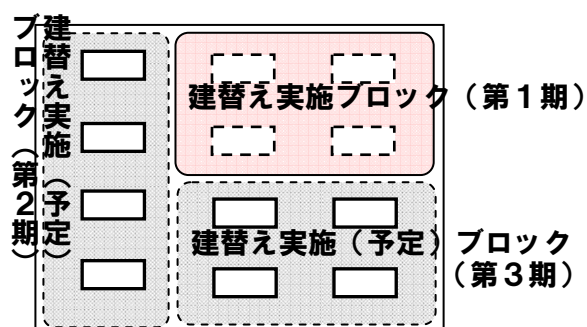 建替え実施（予定）
ブロック（第２期）
建替え実施ブロック（第１期）
建替え実施（予定）ブロック
（第３期）